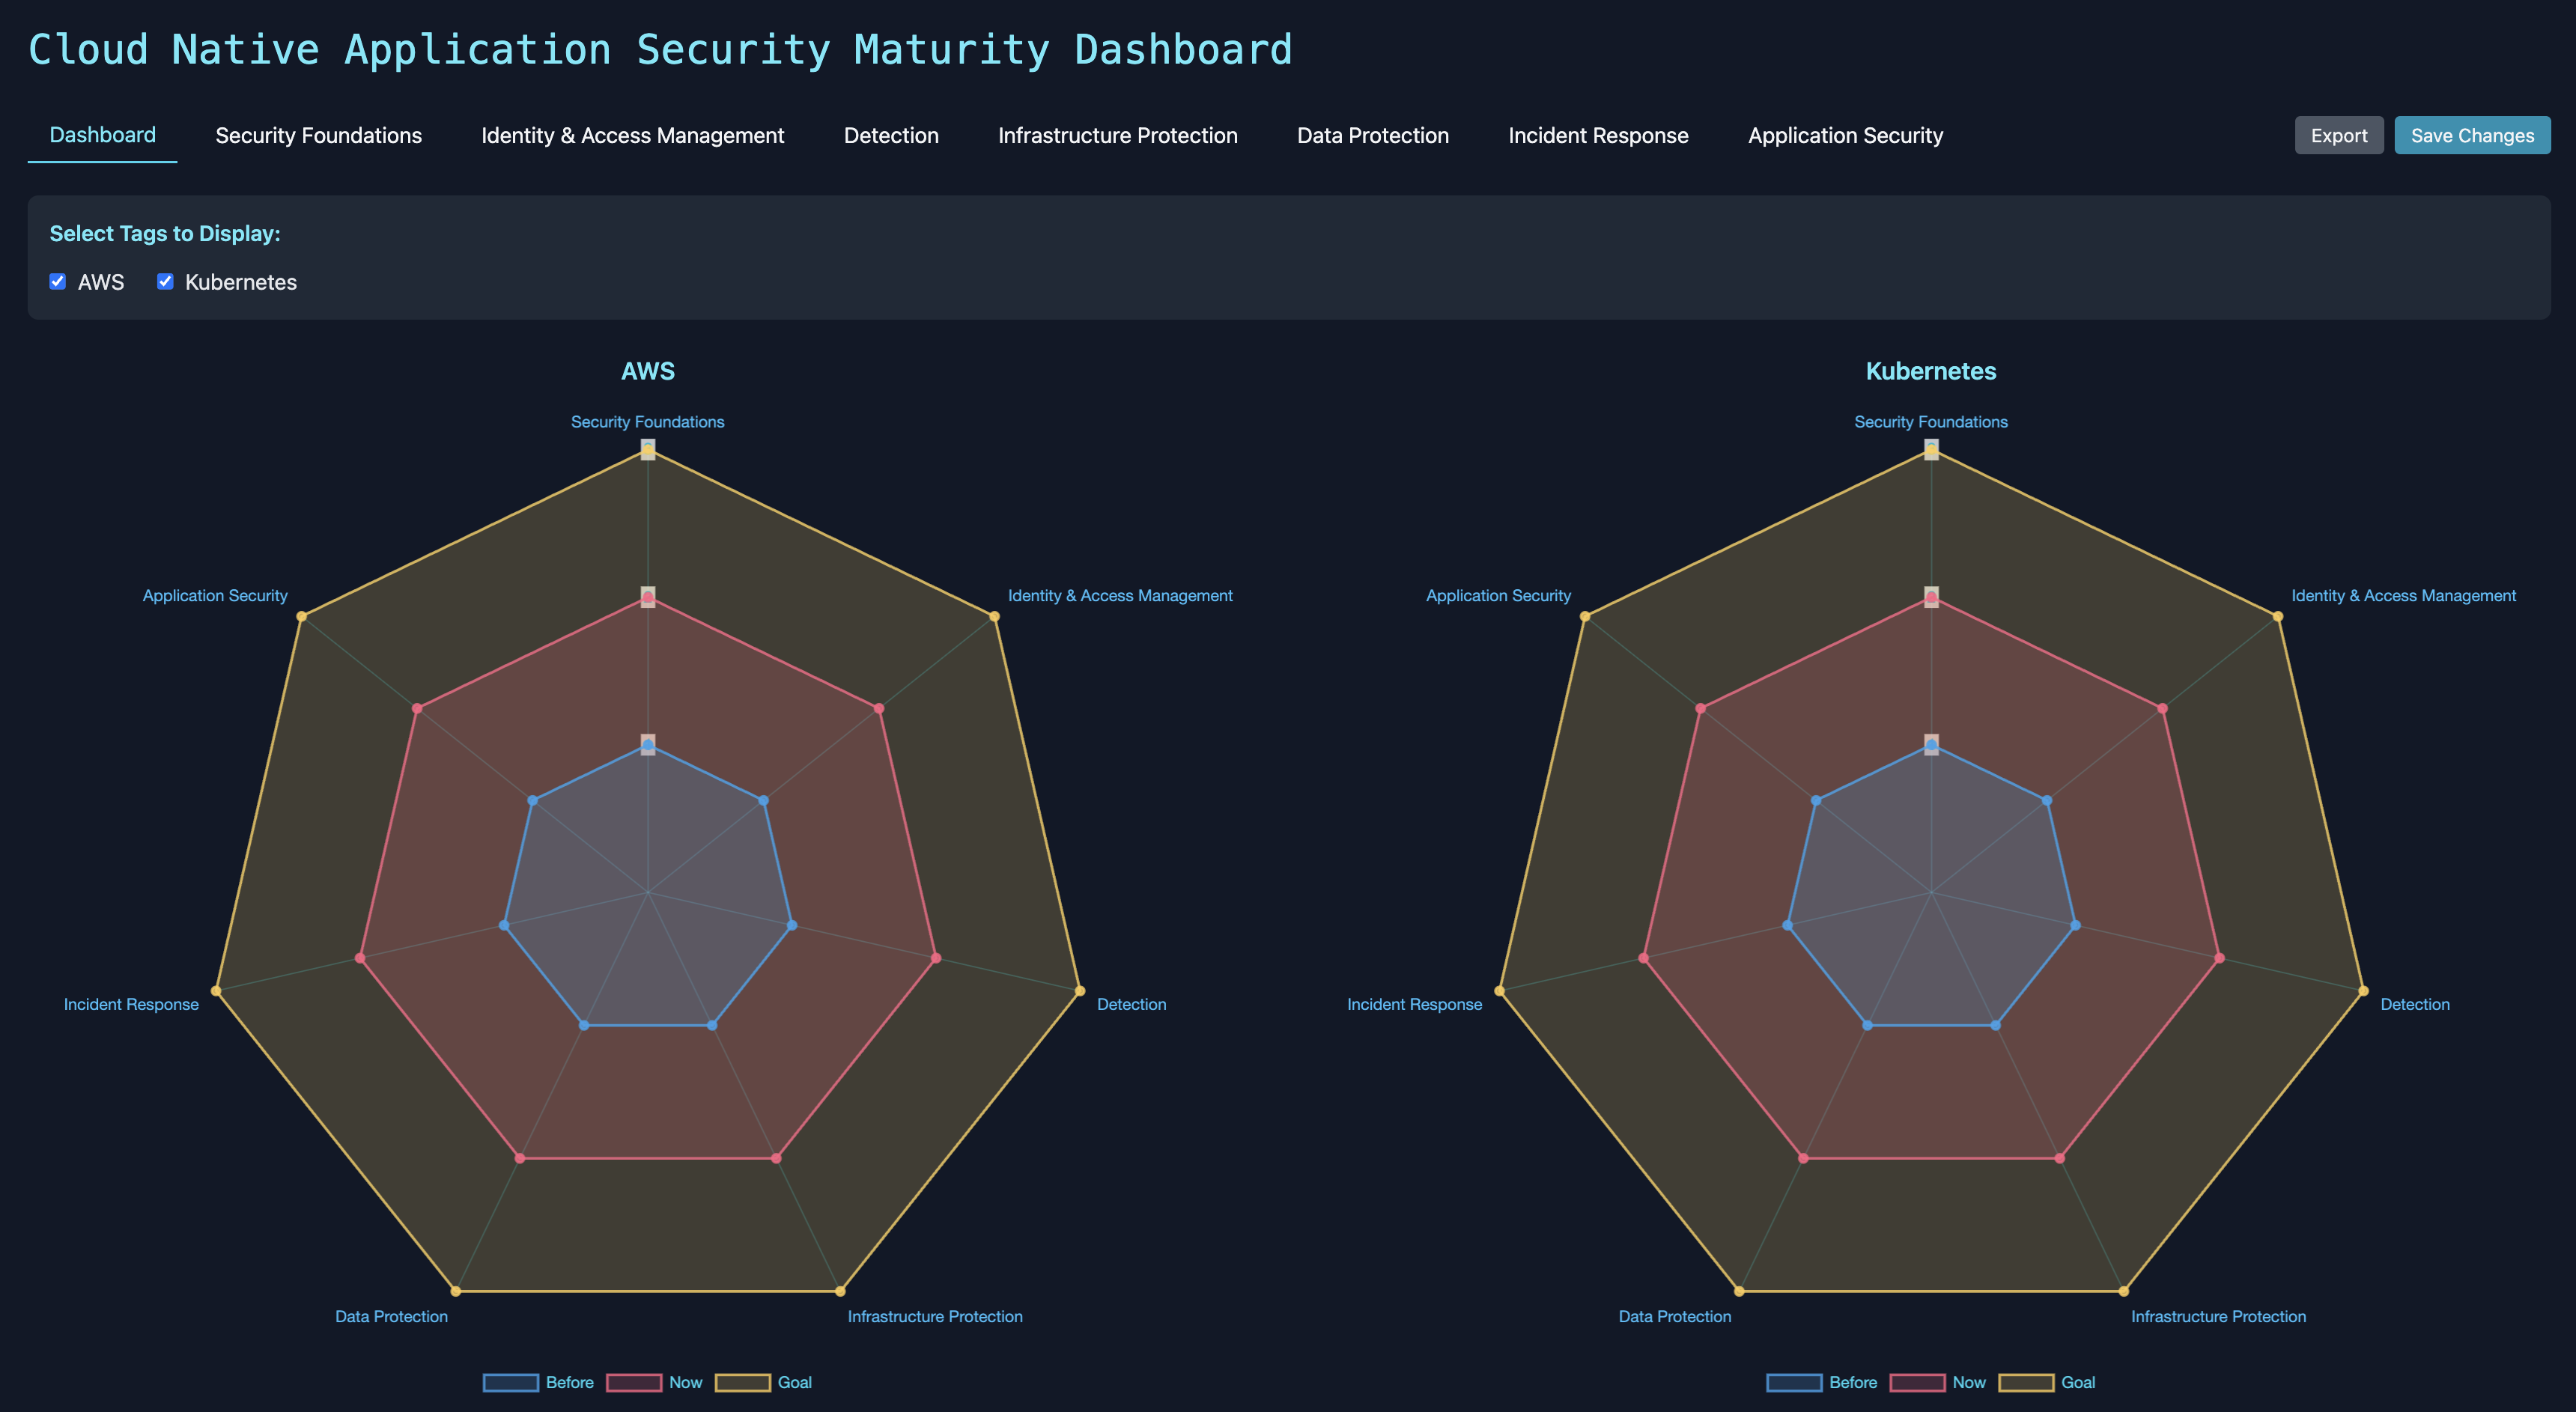 Cloud Native Application Security Maturity Dashboard
Dashboard Security Foundations Identity & Access Management Detection Infrastructure Protection Data Protection Incident Response Application Security Export Save Changes
Select Tags to Display:
AWS Kubernetes
AWS
Security Foundations
Application Security
Identity & Access Management
Incident Response
Detection
Data Protection
Infrastructure Protection
Before Now Goal
Kubernetes
Security Foundations
Application Security
Identity & Access Management
Incident Response
Detection
Data Protection
Infrastructure Protection
Before Now Goal